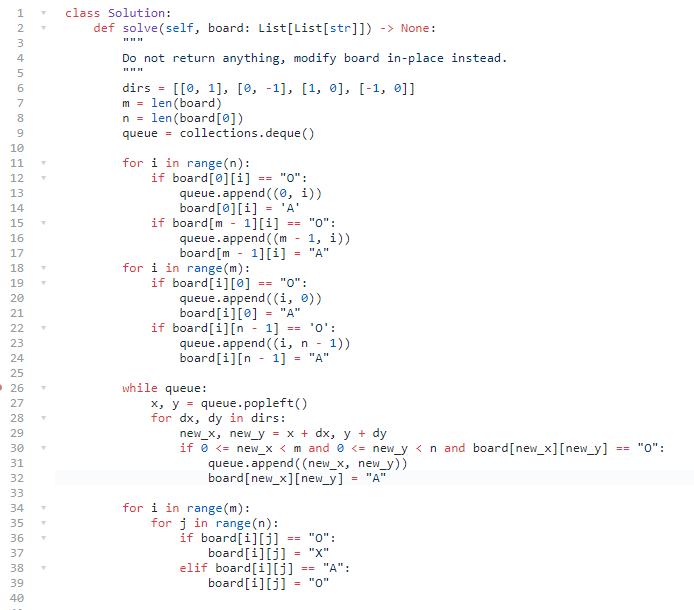 1 class Solution:
2     def solve(self, board: List[List[str]]) -> None:
3         """
4         Do not return anything, modify board in-place instead.
5         """
6         dirs = [[0, 1], [0, -1], [1, 0], [-1, 0]]
7         m = len(board)
8         n = len(board[0])
9         queue = collections.deque()
10
11         for i in range(n):
12             if board[0][i] == "O":
13                 queue.append((0, i))
14                 board[0][i] = 'A'
15             if board[m - 1][i] == "O":
16                 queue.append((m - 1, i))
17                 board[m - 1][i] = "A"
18         for i in range(m):
19             if board[i][0] == "O":
20                 queue.append((i, 0))
21                 board[i][0] = "A"
22             if board[i][n - 1] == 'O':
23                 queue.append((i, n - 1))
24                 board[i][n - 1] = "A"
25
26         while queue:
27             x, y = queue.popleft()
28             for dx, dy in dirs:
29                 new_x, new_y = x + dx, y + dy
30                 if 0 <= new_x < m and 0 <= new_y < n and board[new_x][new_y] == "O":
31                     queue.append((new_x, new_y))
32                     board[new_x][new_y] = "A"
33
34         for i in range(m):
35             for j in range(n):
36                 if board[i][j] == "O":
37                     board[i][j] = "X"
38                 elif board[i][j] == "A":
39                     board[i][j] = "O"
40